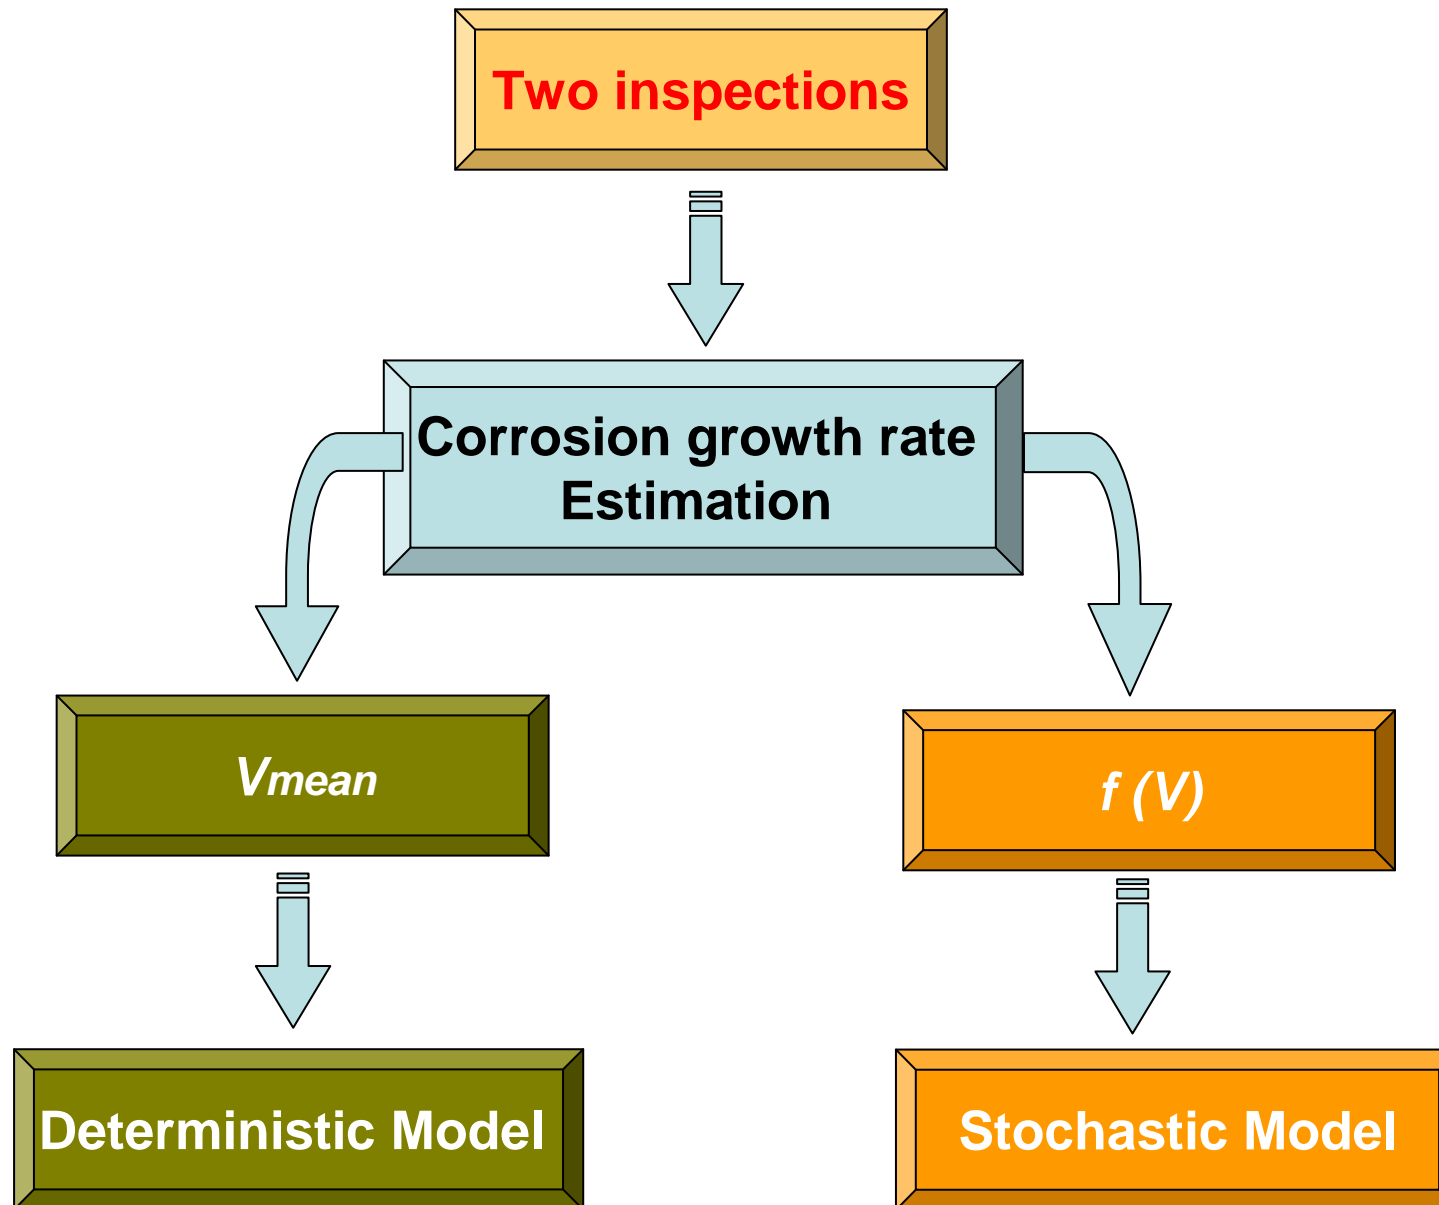 Two inspections
Corrosion growth rate
Estimation
Vmean
f (V)
Deterministic Model
Stochastic Model